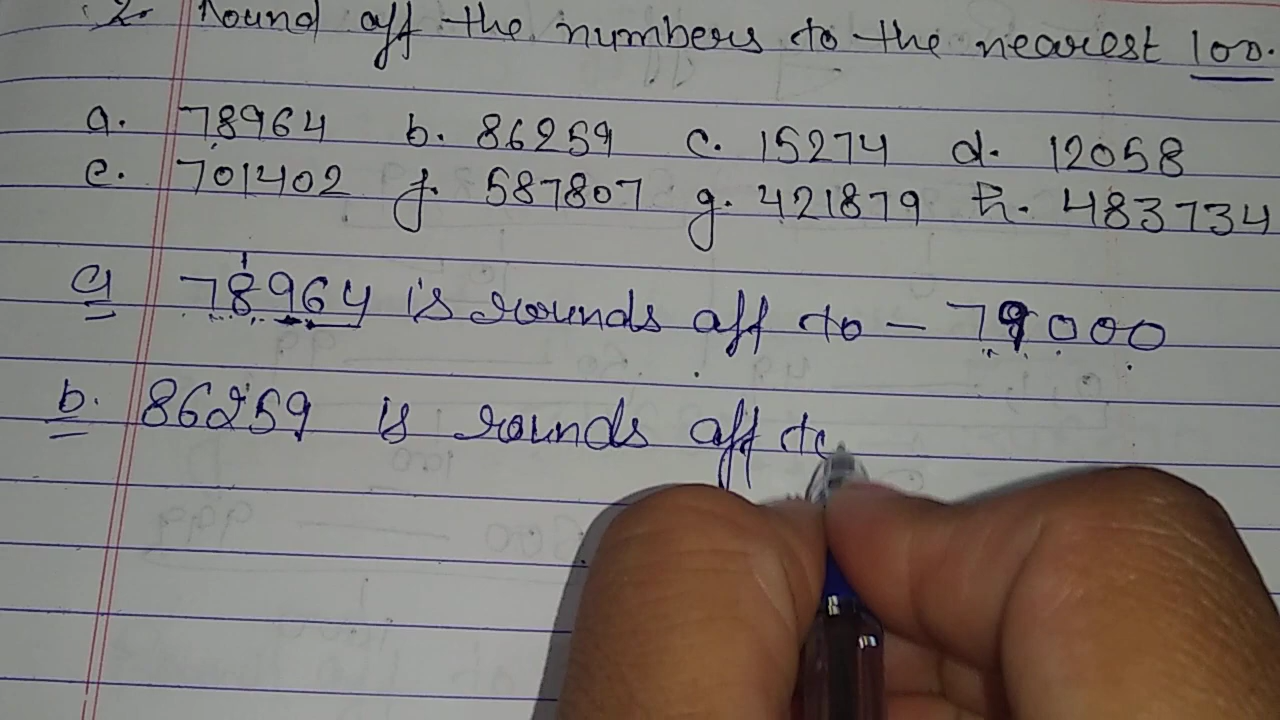 2. Round off the numbers to the nearest 100.
a. 78964 b. 86259 c. 15274 d. 12058
e. 701402 f. 587807 g. 421879 h. 483734
a 78964 is rounds off to - 79000
b. 86259 is rounds off to